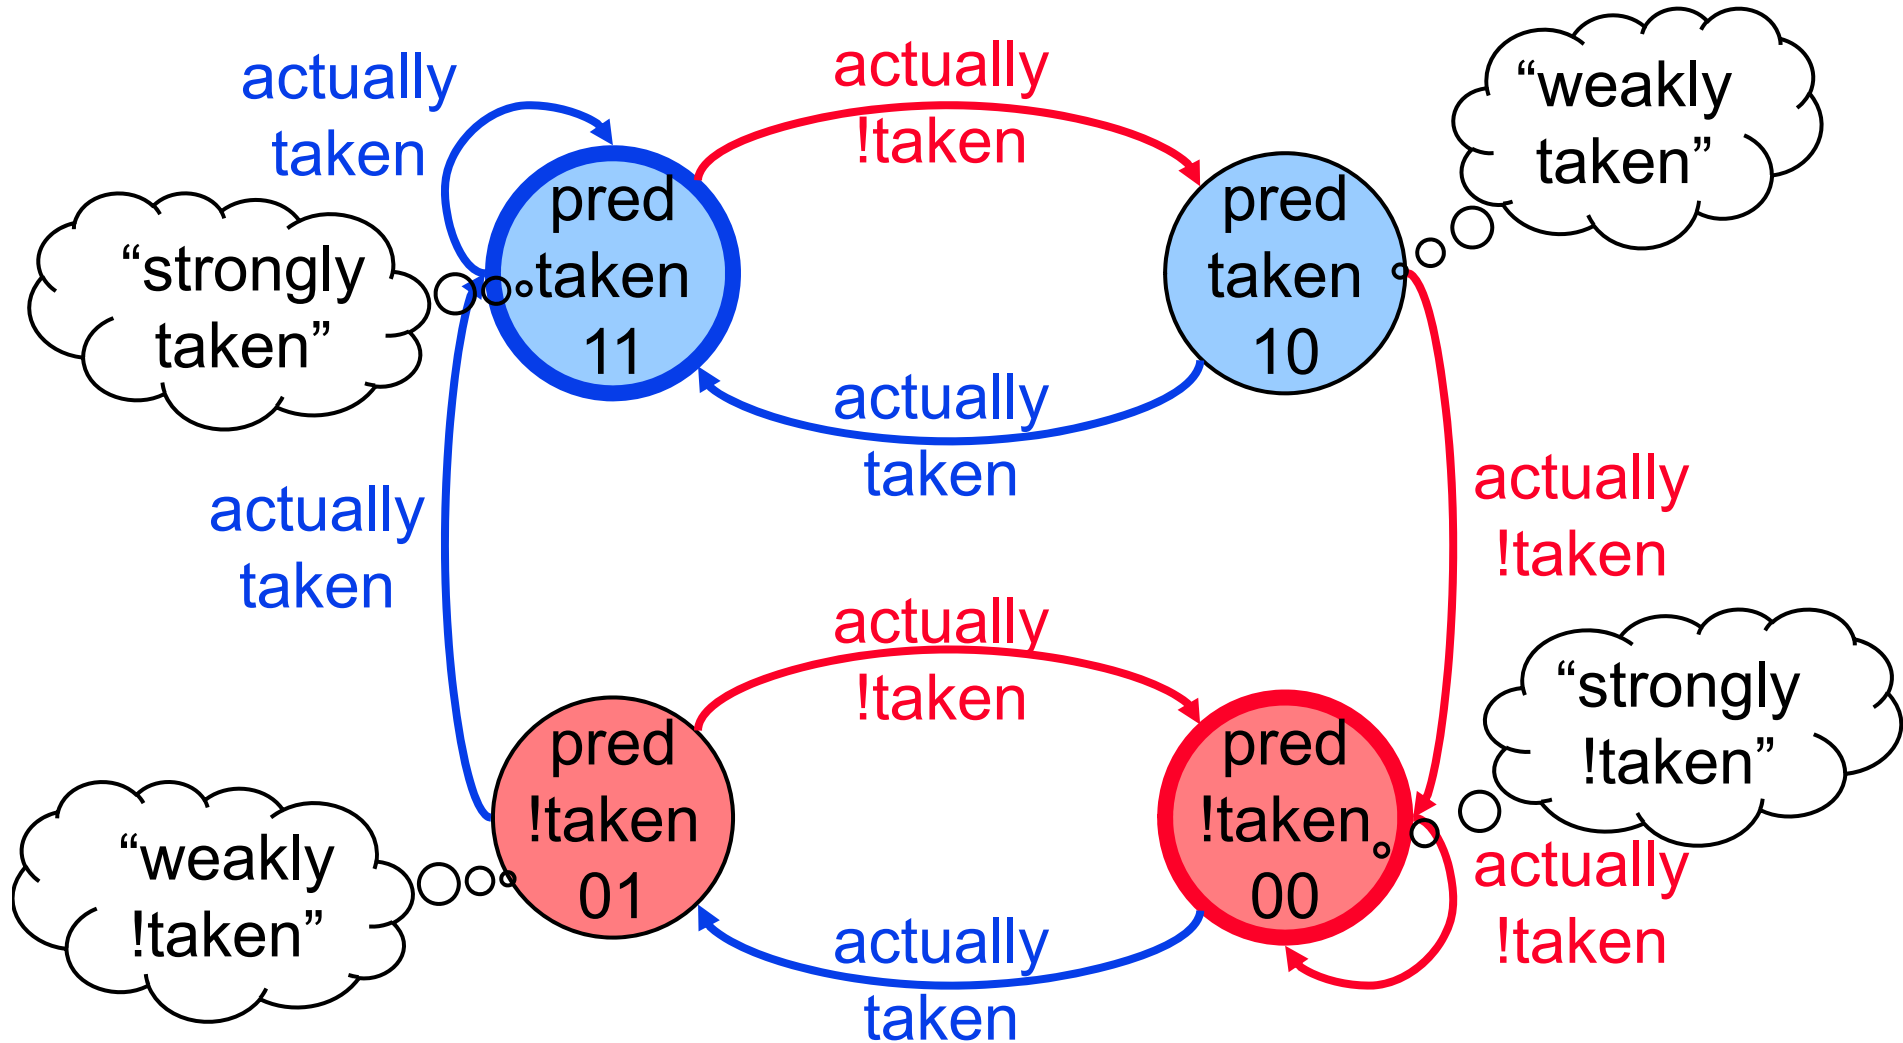 actually
taken
actually
!taken
“weakly
taken”
“strongly
taken”
pred
taken
11
pred
taken
10
actually
taken
actually
taken
actually
!taken
actually
!taken
“strongly
!taken”
“weakly
!taken”
pred
!taken
01
pred
!taken
00
actually
!taken
actually
taken